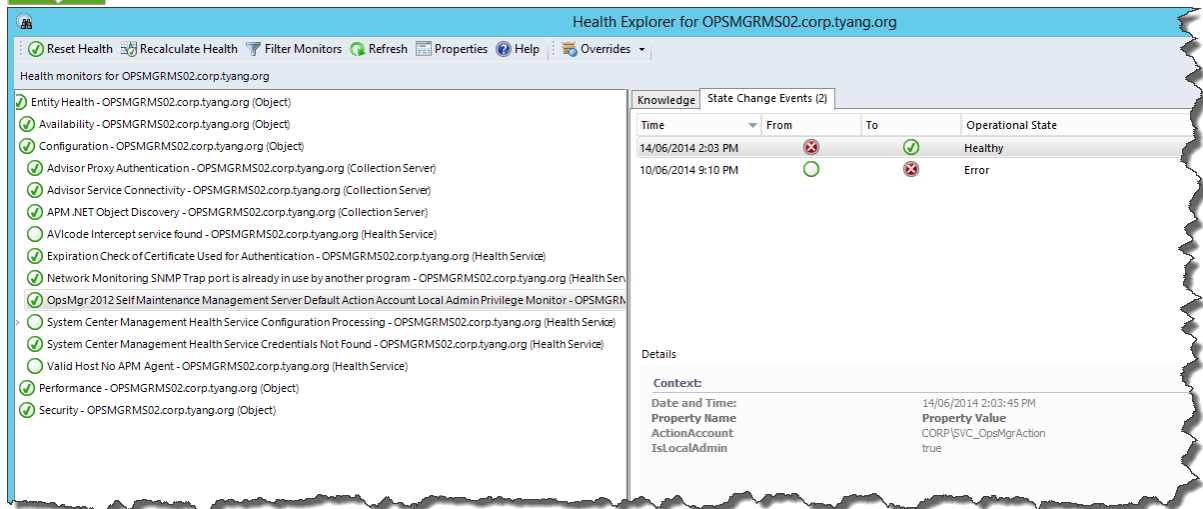 Health Explorer for OPSMGRMS02.corp.tyang.org
Reset Health Recalculate Health Filter Monitors Refresh Properties Help Overrides
Health monitors for OPSMGRMS02.corp.tyang.org
Entity Health - OPSMGRMS02.corp.tyang.org (Object)
Availability - OPSMGRMS02.corp.tyang.org (Object)
Configuration - OPSMGRMS02.corp.tyang.org (Object)
Advisor Proxy Authentication - OPSMGRMS02.corp.tyang.org (Collection Server)
Advisor Service Connectivity - OPSMGRMS02.corp.tyang.org (Collection Server)
APM .NET Object Discovery - OPSMGRMS02.corp.tyang.org (Collection Server)
AVIcode Intercept service found - OPSMGRMS02.corp.tyang.org (Health Service)
Expiration Check of Certificate Used for Authentication - OPSMGRMS02.corp.tyang.org (Health Service)
Network Monitoring SNMP Trap port is already in use by another program - OPSMGRMS02.corp.tyang.org (Health Serv
OpsMgr 2012 Self Maintenance Management Server Default Action Account Local Admin Privilege Monitor - OPSMGRM
System Center Management Health Service Configuration Processing - OPSMGRMS02.corp.tyang.org (Health Service)
System Center Management Health Service Credentials Not Found - OPSMGRMS02.corp.tyang.org (Health Service)
Valid Host No APM Agent - OPSMGRMS02.corp.tyang.org (Health Service)
Performance - OPSMGRMS02.corp.tyang.org (Object)
Security - OPSMGRMS02.corp.tyang.org (Object)
Knowledge State Change Events (2)
Time From To Operational State
14/06/2014 2:03 PM Healthy
10/06/2014 9:10 PM Error
Details
Context:
Date and Time: 14/06/2014 2:03:45 PM
Property Name Property Value
ActionAccount CORP\SVC_OpsMgrAction
IsLocalAdmin true